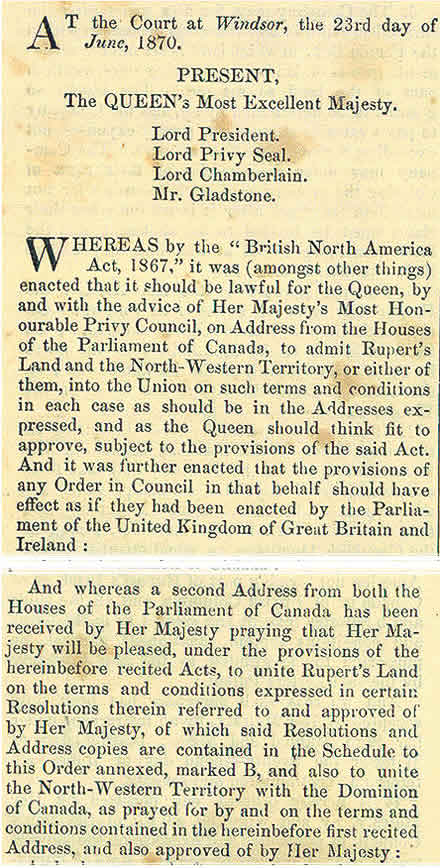 AT the Court at Windsor, the 23rd day of
June, 1870.
PRESENT,
The QUEEN's Most Excellent Majesty.
Lord President.
Lord Privy Seal.
Lord Chamberlain.
Mr. Gladstone.
WHEREAS by the "British North America
Act, 1867," it was (amongst other things)
enacted that it should be lawful for the Queen, by
and with the advice of Her Majesty's Most Hon-
ourable Privy Council, on Address from the Houses
of the Parliament of Canada, to admit Rupert's
Land and the North-Western Territory, or either of
them, into the Union on such terms and conditions
in each case as should be in the Addresses ex-
pressed, and as the Queen should think fit to
approve, subject to the provisions of the said Act.
And it was further enacted that the provisions of
any Order in Council in that behalf should have
effect as if they had been enacted by the Parlia-
ment of the United Kingdom of Great Britain and
Ireland :
And whereas a second Address from both the
Houses of the Parliament of Canada has been
received by Her Majesty praying that Her Ma-
jesty will be pleased, under the provisions of the
hereinbefore recited Acts, to unite Rupert's Land
on the terms and conditions expressed in certain
Resolutions therein referred to and approved of
by Her Majesty, of which said Resolutions and
Address copies are contained in the Schedule to
this Order annexed, marked B, and also to unite
the North-Western Territory with the Dominion
of Canada, as prayed for by and on the terms and
conditions contained in the hereinbefore first recited
Address, and also approved of by Her Majesty :